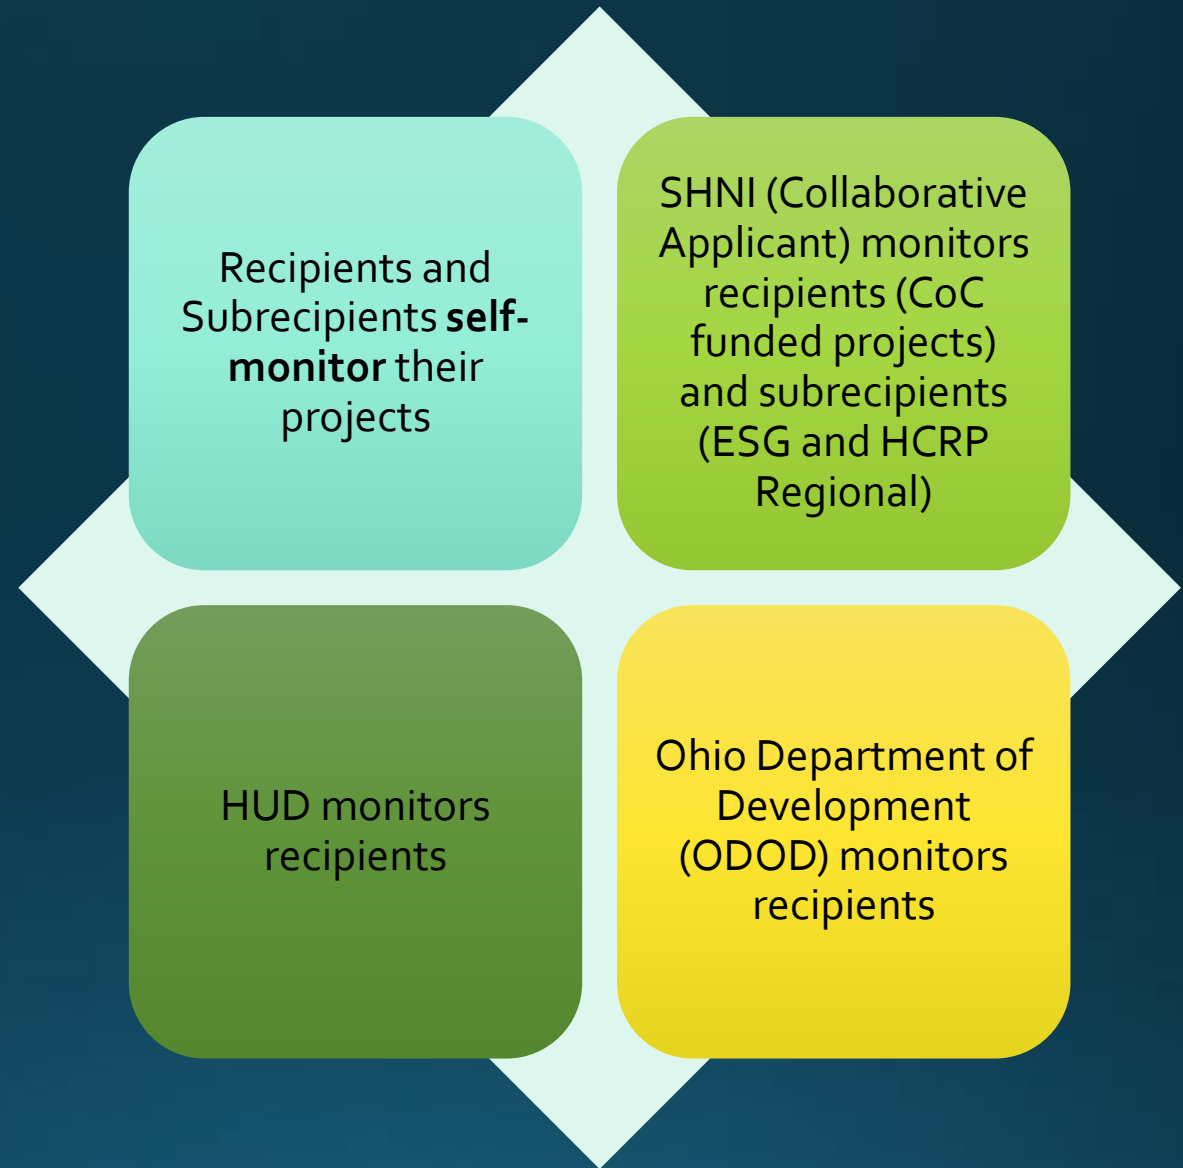 Recipients and
Subrecipients self-
monitor their
projects
SHNI (Collaborative
Applicant) monitors
recipients (CoC
funded projects)
and subrecipients
(ESG and HCRP
Regional)
HUD monitors
recipients
Ohio Department of
Development
(ODOD) monitors
recipients